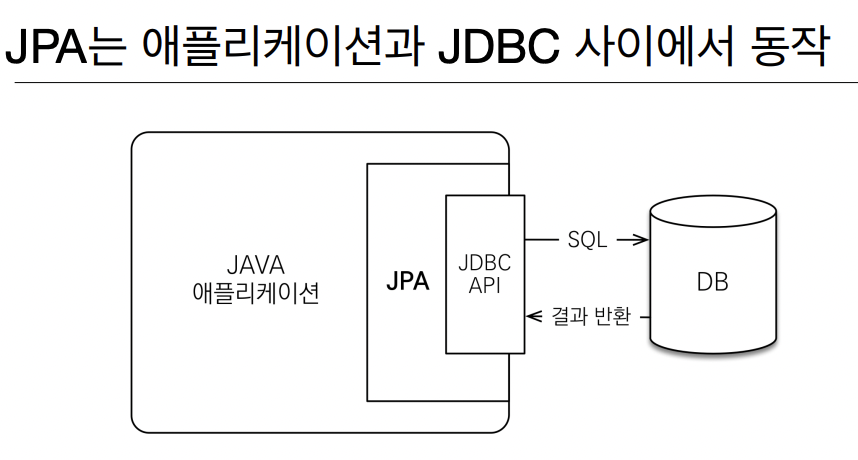 JPA는 애플리케이션과 JDBC 사이에서 동작
JAVA
애플리케이션
JPA
JDBC
API
SQL
결과 반환
DB